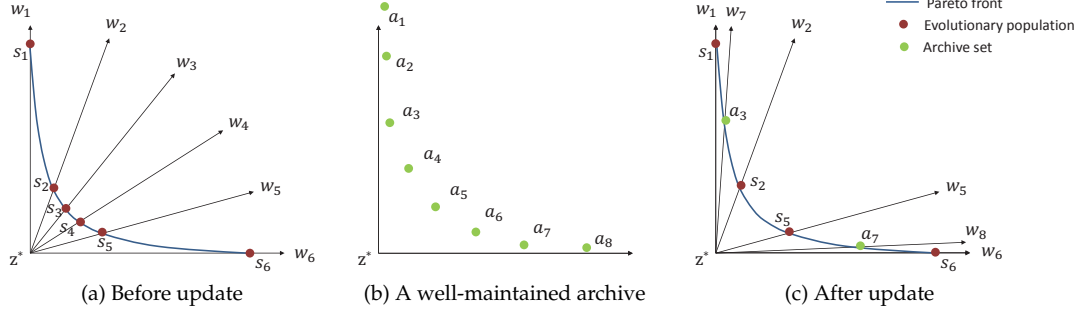 w1
w2
w3
w4
w5
w6
s1
s2
s3
s4
s5
s6
z*
(a) Before update
a1
a2
a3
a4
a5
a6
a7
a8
(b) A well-maintained archive
w1
w7
w2
w5
w8
w6
s1
a3
s2
s5
a7
s6
z*
(c) After update
Pareto front
Evolutionary population
Archive set